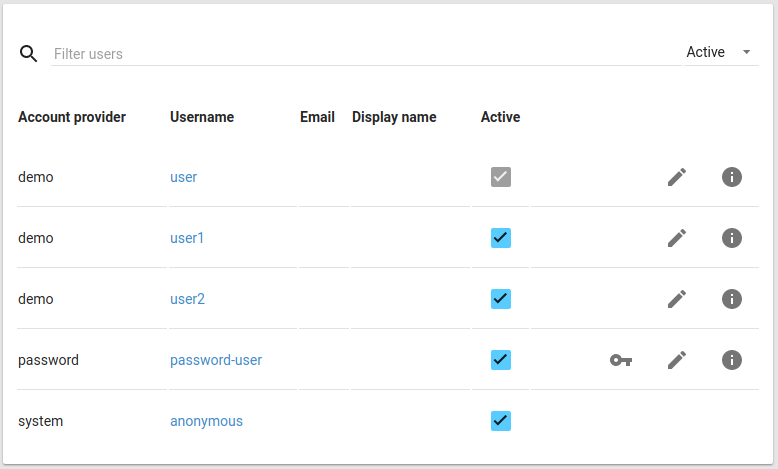 Filter users Active
Account provider Username Email Display name Active
demo user
demo user1
demo user2
password password-user
system anonymous